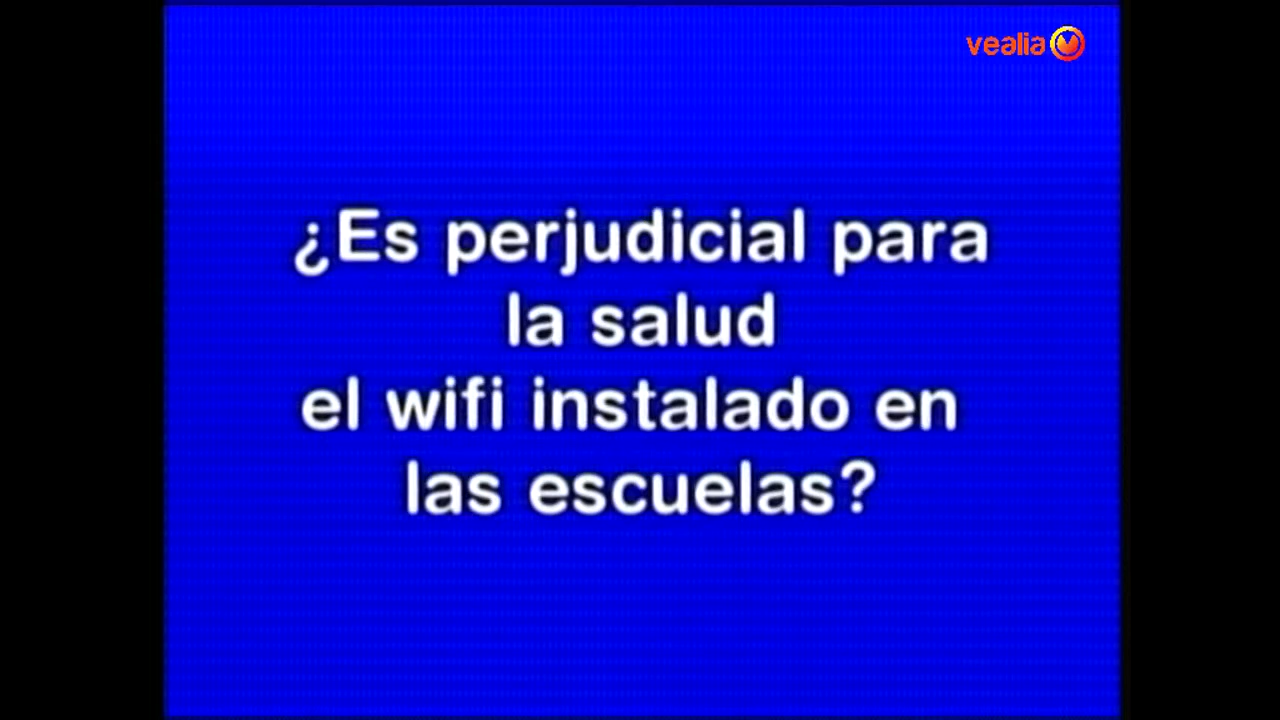 vealia
¿Es perjudicial para
la salud
el wifi instalado en
las escuelas?